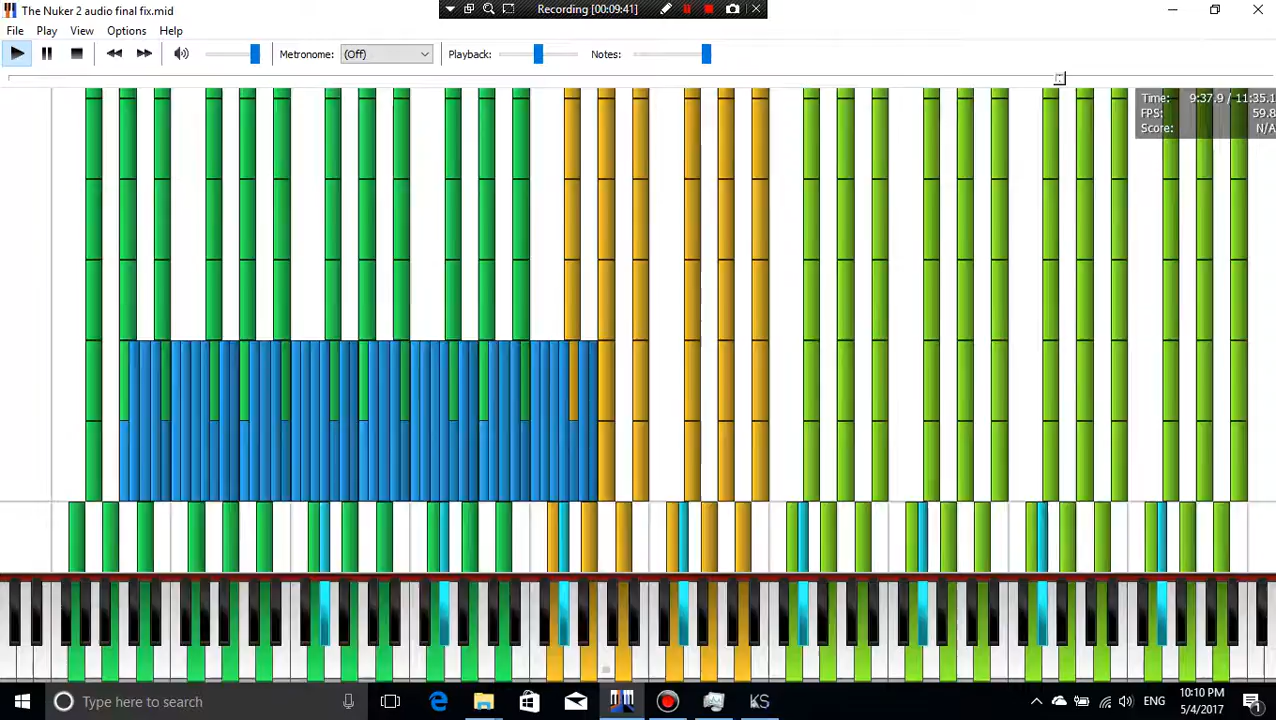 The Nuker 2 audio final fix.mid
Recording [00:09:41]
File Play View Options Help
Metronome: (Off) Playback: Notes:
Time: 9:37.9 / 11:35.1
FPS: 59.8
Score: N/A
Type here to search
KS
ENG
10:10 PM
5/4/2017
1